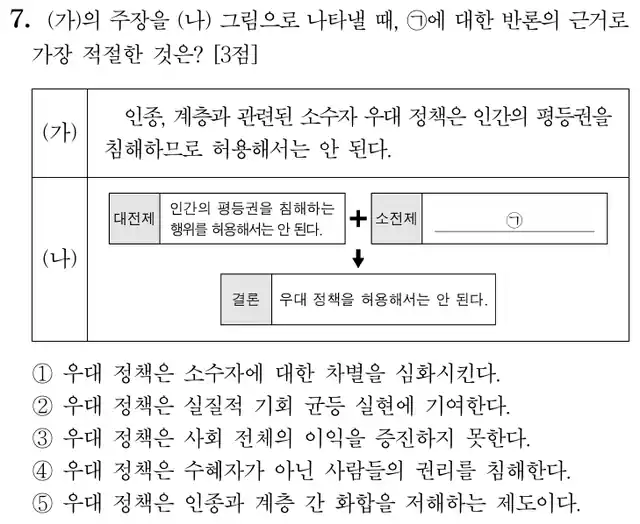 7. (가)의 주장을 (나) 그림으로 나타낼 때, ㉠에 대한 반론의 근거로
가장 적절한 것은? [3점]
(가)
인종, 계층과 관련된 소수자 우대 정책은 인간의 평등권을
침해하므로 허용해서는 안 된다.
(나)
대전제
인간의 평등권을 침해하는
행위를 허용해서는 안 된다.
+
소전제
㉠
결론
우대 정책을 허용해서는 안 된다.
① 우대 정책은 소수자에 대한 차별을 심화시킨다.
② 우대 정책은 실질적 기회 균등 실현에 기여한다.
③ 우대 정책은 사회 전체의 이익을 증진하지 못한다.
④ 우대 정책은 수혜자가 아닌 사람들의 권리를 침해한다.
⑤ 우대 정책은 인종과 계층 간 화합을 저해하는 제도이다.